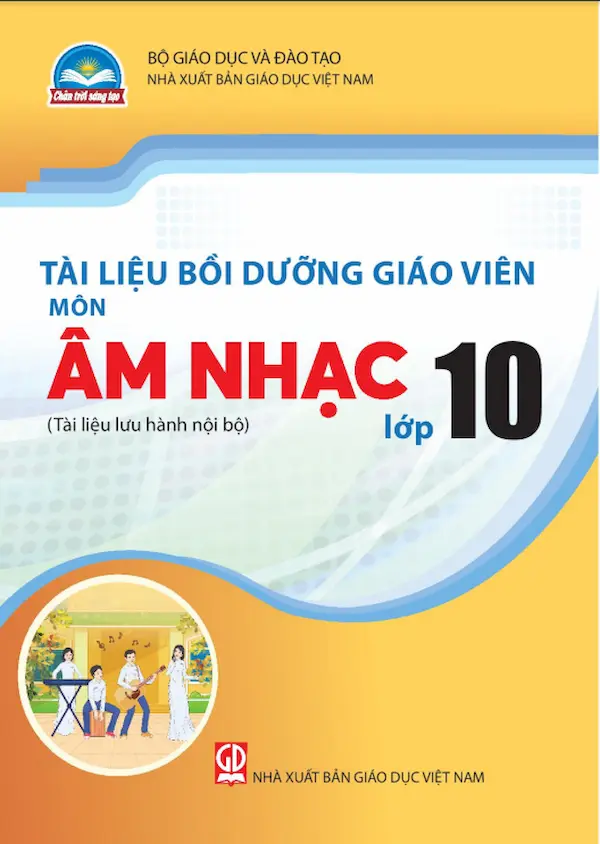 BỘ GIÁO DỤC VÀ ĐÀO TẠO
NHÀ XUẤT BẢN GIÁO DỤC VIỆT NAM
Chân trời sáng tạo
TÀI LIỆU BỒI DƯỠNG GIÁO VIÊN
MÔN
ÂM NHẠC
lớp 10
(Tài liệu lưu hành nội bộ)
GD
NHÀ XUẤT BẢN GIÁO DỤC VIỆT NAM